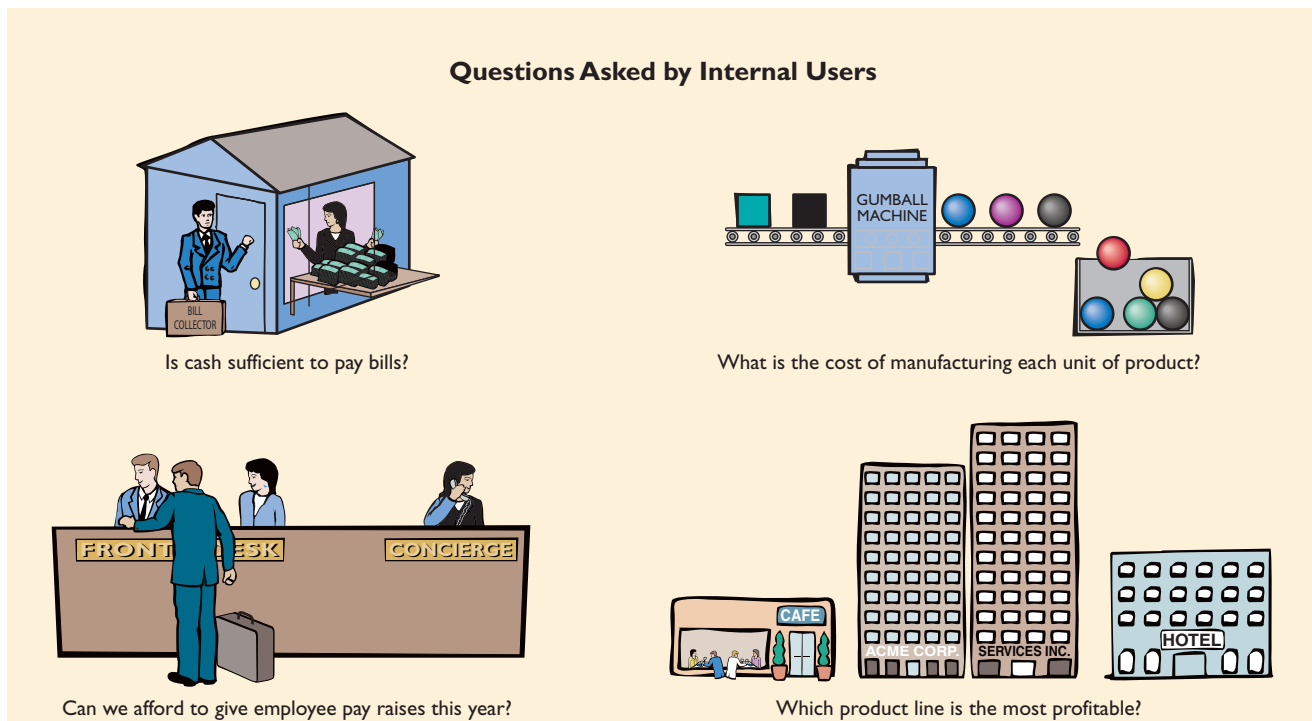 Questions Asked by Internal Users
BILL
COLLECTOR
Is cash sufficient to pay bills?
GUMBALL
MACHINE
What is the cost of manufacturing each unit of product?
FRONT DESK
CONCIERGE
Can we afford to give employee pay raises this year?
CAFE
ACME CORP.
SERVICES INC.
HOTEL
Which product line is the most profitable?